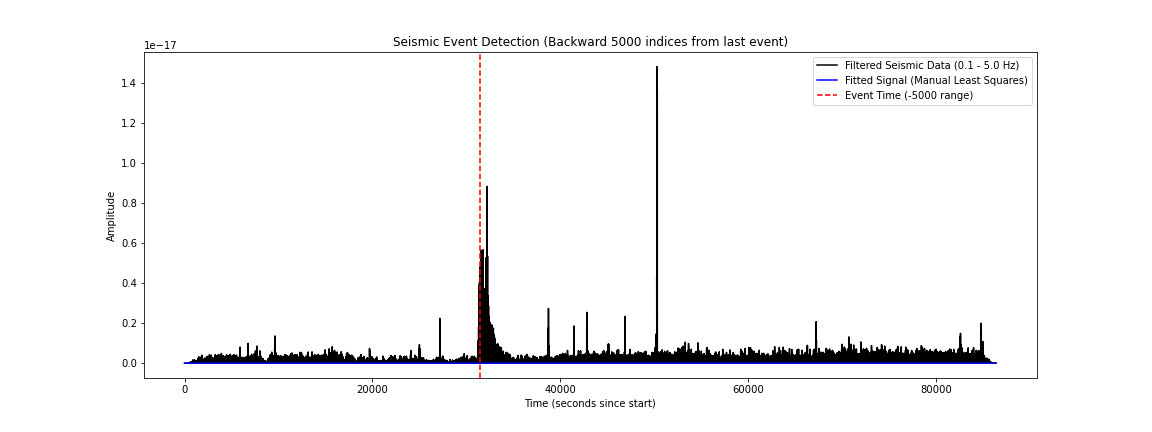 Seismic Event Detection (Backward 5000 indices from last event)
1e−17
Filtered Seismic Data (0.1 - 5.0 Hz)
Fitted Signal (Manual Least Squares)
Event Time (-5000 range)
1.4
1.2
1.0
0.8
0.6
0.4
0.2
0.0
Amplitude
0 20000 40000 60000 80000
Time (seconds since start)